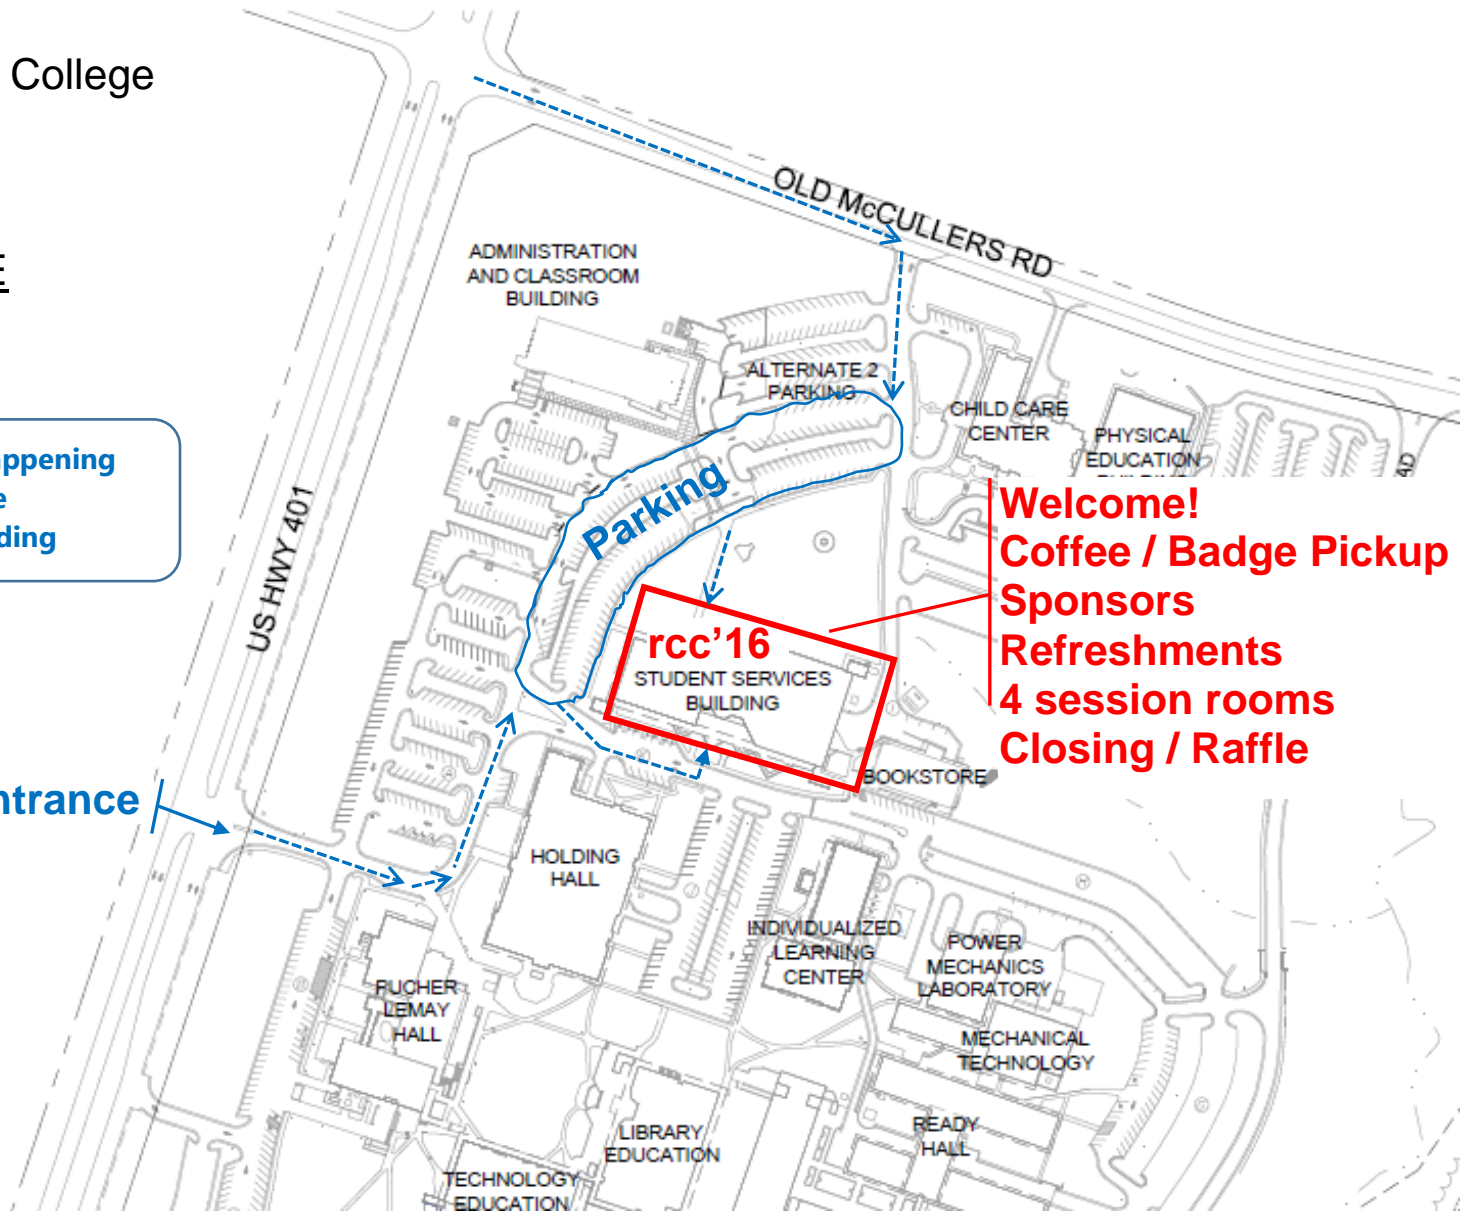 College
E
OLD McCULLERS RD
ADMINISTRATION
AND CLASSROOM
BUILDING
ALTERNATE 2
PARKING
CHILD CARE
CENTER
PHYSICAL
EDUCATION
US HWY 401
Parking
Welcome!
Coffee / Badge Pickup
Sponsors
Refreshments
4 session rooms
Closing / Raffle
rcc’16
STUDENT SERVICES
BUILDING
BOOKSTORE
ntrance
HOLDING
HALL
INDIVIDUALIZED
LEARNING
CENTER
POWER
MECHANICS
LABORATORY
PUCHER
LEMAY
HALL
MECHANICAL
TECHNOLOGY
READY
HALL
LIBRARY
EDUCATION
TECHNOLOGY
EDUCATION
appening
e
ding